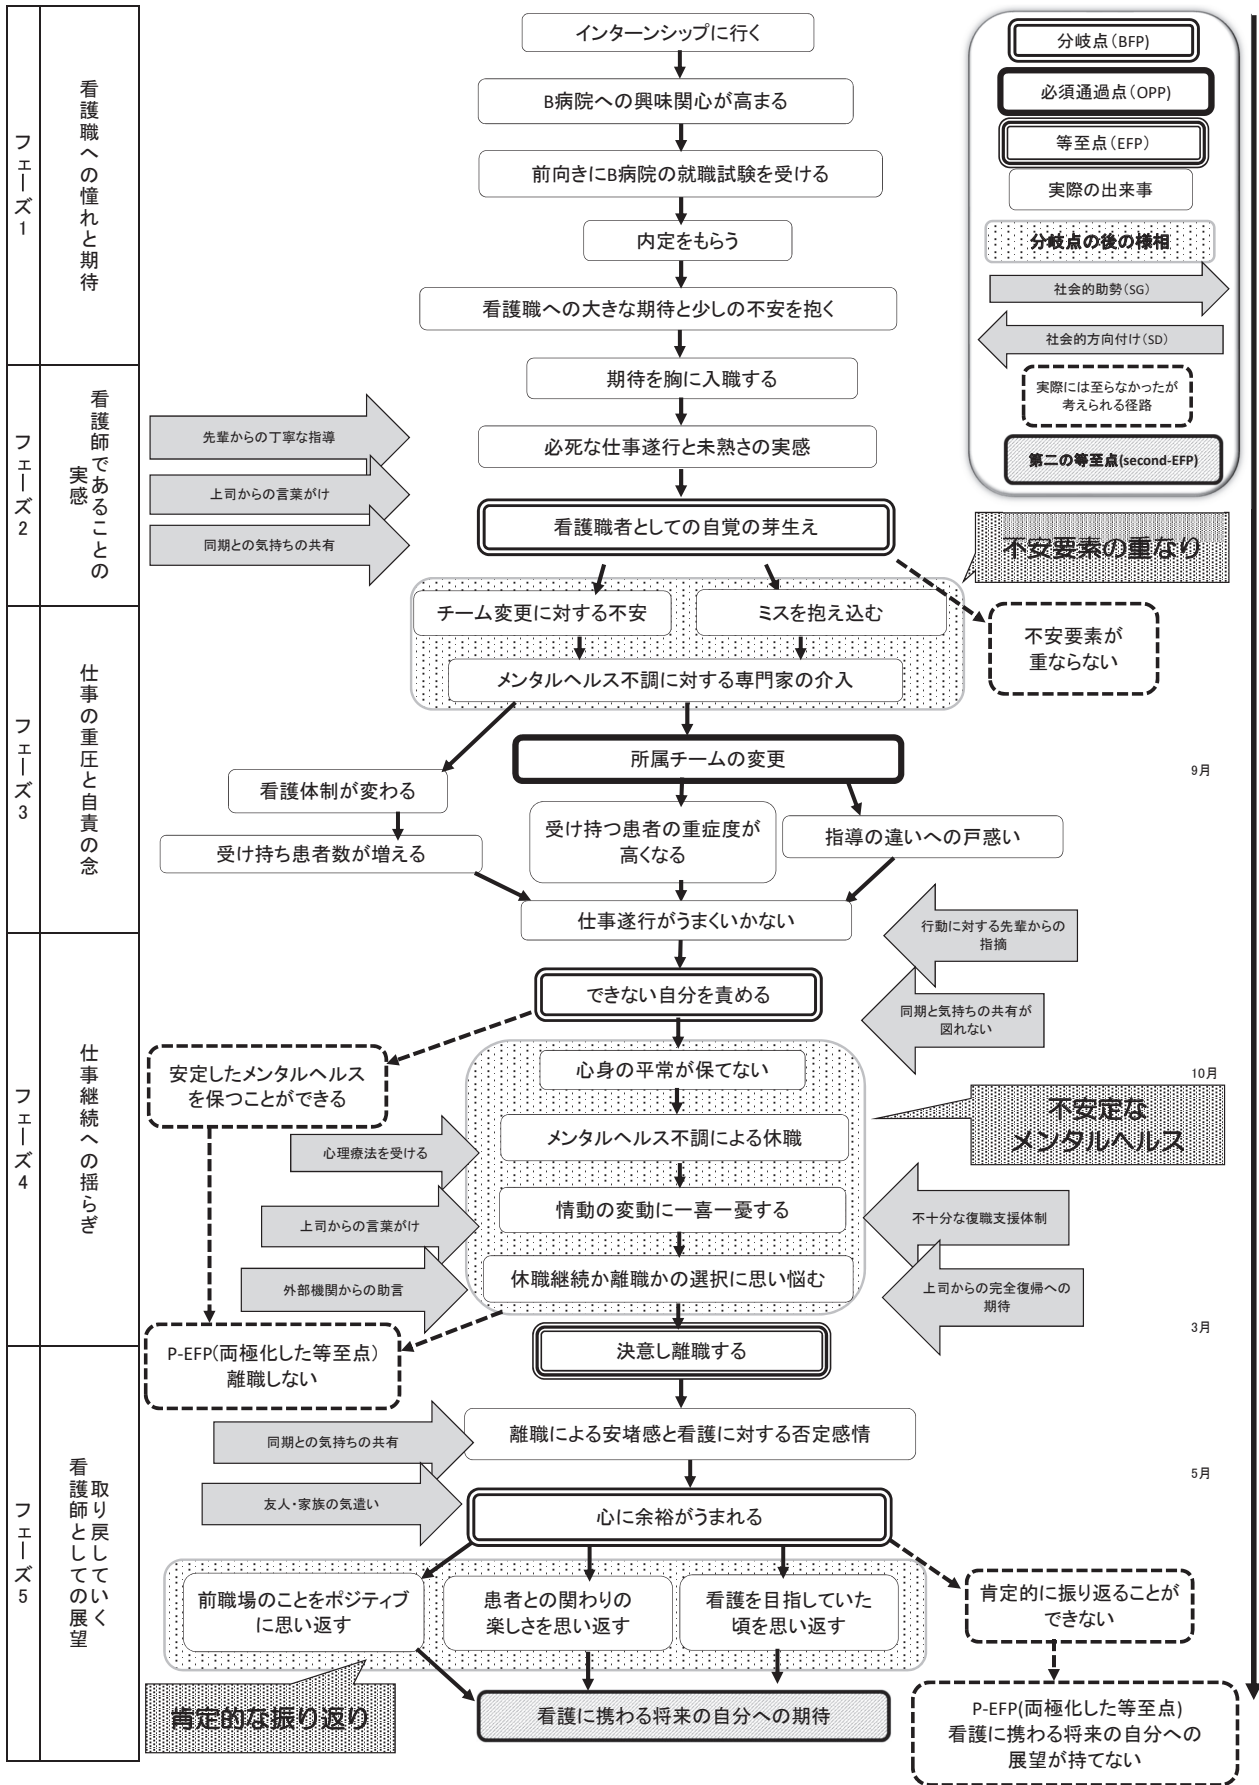 フェーズ1
看護職への憧れと期待
インターンシップに行く
B病院への興味関心が高まる
前向きにB病院の就職試験を受ける
内定をもらう
看護職への大きな期待と少しの不安を抱く
分岐点(BFP)
必須通過点(OPP)
等至点(EFP)
実際の出来事
分岐点の後の様相
社会的助勢(SG)
社会的方向付け(SD)
実際には至らなかったが
考えられる径路
第二の等至点(second-EFP)
フェーズ2
看護師であることの
実感
期待を胸に入職する
必死な仕事遂行と未熟さの実感
先輩からの丁寧な指導
上司からの言葉がけ
同期との気持ちの共有
看護職者としての自覚の芽生え
不安要素の重なり
フェーズ3
仕事の重圧と自責の念
チーム変更に対する不安
ミスを抱え込む
不安要素が
重ならない
メンタルヘルス不調に対する専門家の介入
所属チームの変更
9月
看護体制が変わる
受け持ち患者数が増える
受け持つ患者の重症度が
高くなる
指導の違いへの戸惑い
仕事遂行がうまくいかない
行動に対する先輩からの
指摘
フェーズ4
仕事継続への揺らぎ
できない自分を責める
同期と気持ちの共有が
図れない
安定したメンタルヘルス
を保つことができる
心身の平常が保てない
10月
不安定な
メンタルヘルス
メンタルヘルス不調による休職
心理療法を受ける
情動の変動に一喜一憂する
上司からの言葉がけ
不十分な復職支援体制
休職継続か離職かの選択に思い悩む
外部機関からの助言
上司からの完全復帰への
期待
3月
P-EFP(両極化した等至点)
離職しない
決意し離職する
フェーズ5
取り戻していく
看護師としての展望
離職による安堵感と看護に対する否定感情
同期との気持ちの共有
5月
友人・家族の気遣い
心に余裕がうまれる
前職場のことをポジティブ
に思い返す
患者との関わりの
楽しさを思い返す
看護を目指していた
頃を思い返す
肯定的に振り返ることが
できない
肯定的な振り返り
看護に携わる将来の自分への期待
P-EFP(両極化した等至点)
看護に携わる将来の自分への
展望が持てない